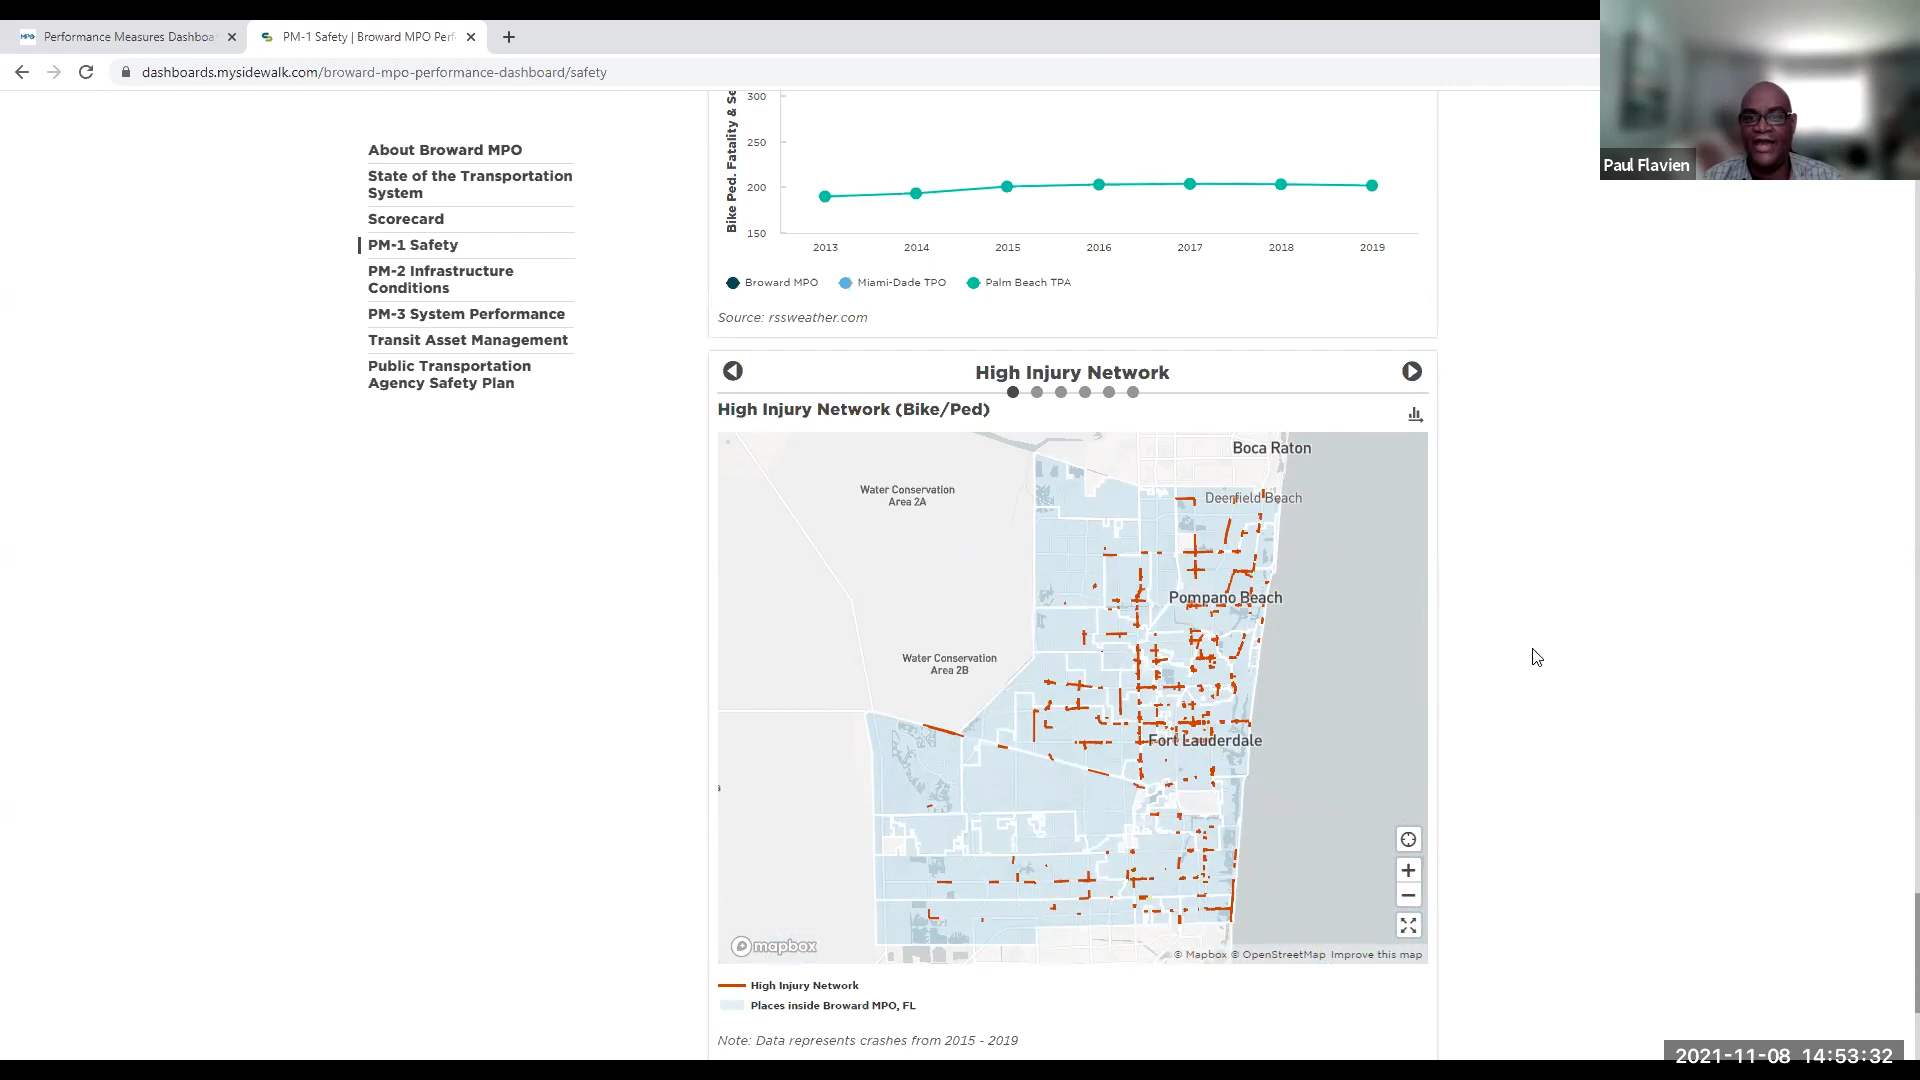 MPO Performance Measures Dashboa
PM-1 Safety | Broward MPO Perf
dashboards.mysidewalk.com/broward-mpo-performance-dashboard/safety
Paul Flavien
About Broward MPO
State of the Transportation
System
Scorecard
PM-1 Safety
PM-2 Infrastructure
Conditions
PM-3 System Performance
Transit Asset Management
Public Transportation
Agency Safety Plan
Bike Ped. Fatality & Se
300
250
200
150
2013 2014 2015 2016 2017 2018 2019
Broward MPO Miami-Dade TPO Palm Beach TPA
Source: rssweather.com
High Injury Network
High Injury Network (Bike/Ped)
Boca Raton
Water Conservation
Area 2A
Deerfield Beach
Pompano Beach
Water Conservation
Area 2B
Fort Lauderdale
mapbox
© Mapbox © OpenStreetMap Improve this map
High Injury Network
Places inside Broward MPO, FL
Note: Data represents crashes from 2015 - 2019
2021-11-08 14:53:32